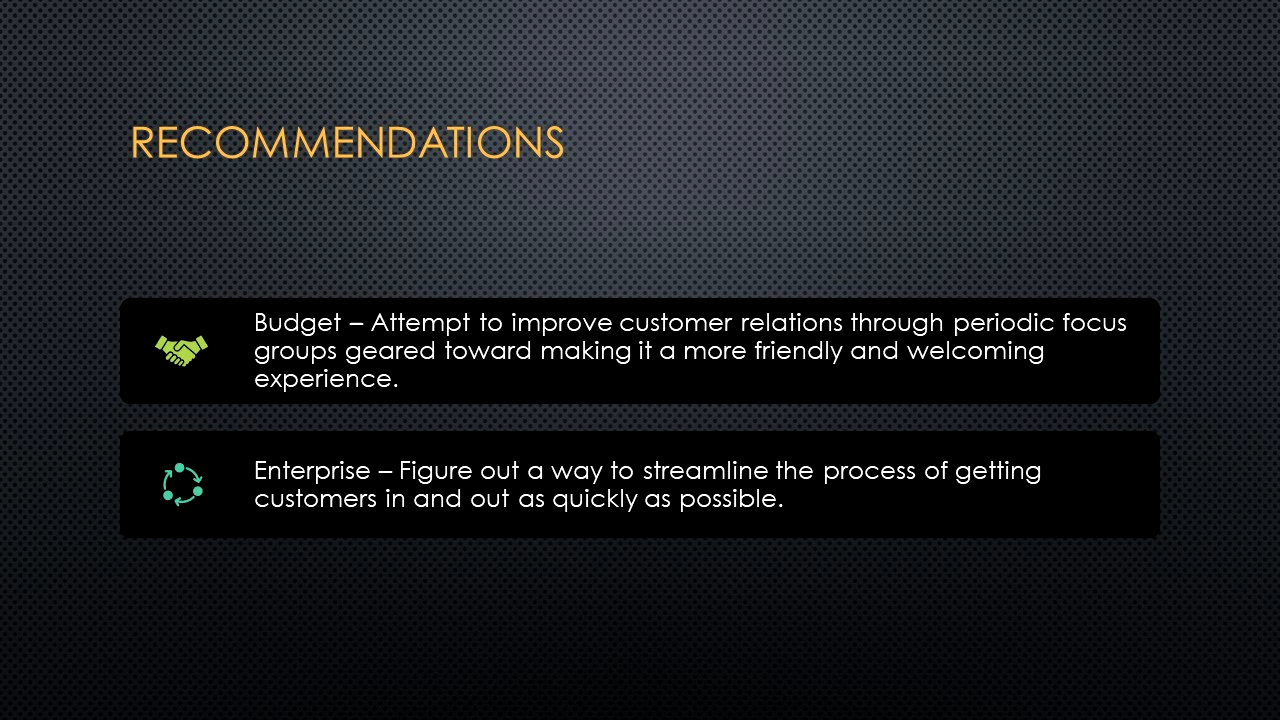 RECOMMENDATIONS
Budget – Attempt to improve customer relations through periodic focus
groups geared toward making it a more friendly and welcoming
experience.
Enterprise – Figure out a way to streamline the process of getting
customers in and out as quickly as possible.